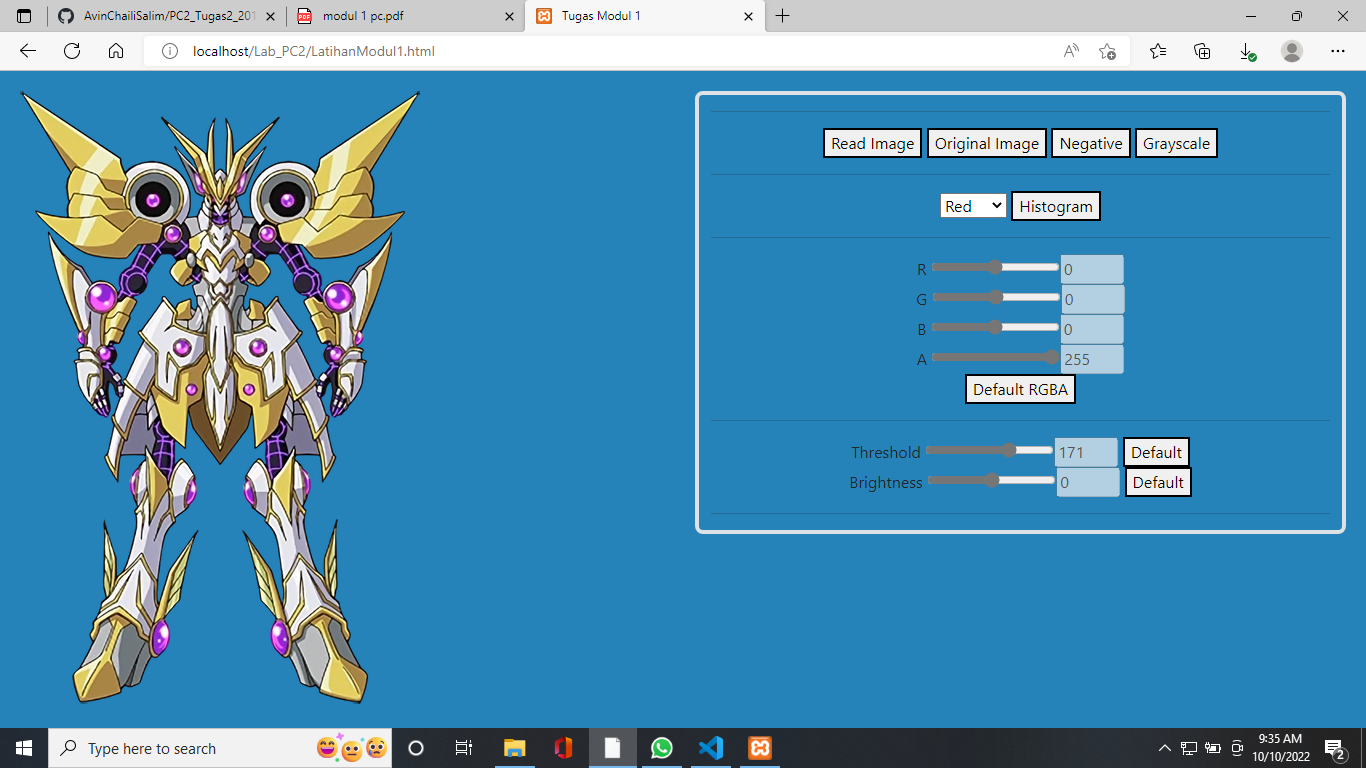 AvinChailiSalim/PC2_Tugas2_201
modul 1 pc.pdf
Tugas Modul 1
localhost/Lab_PC2/LatihanModul1.html
Read Image Original Image Negative Grayscale
Red Histogram
R 0
G 0
B 0
A 255
Default RGBA
Threshold 171 Default
Brightness 0 Default
Type here to search
9:35 AM
10/10/2022
2